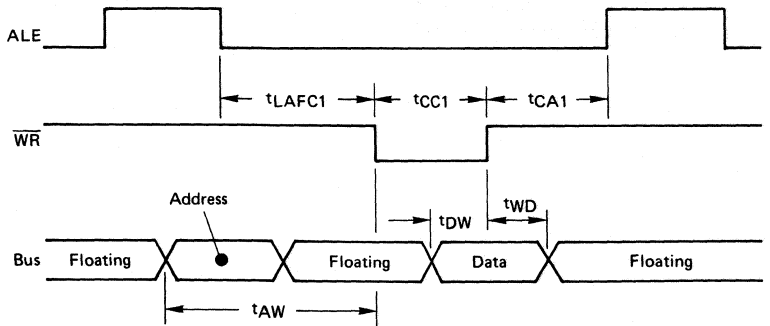 ALE
tLAFC1 tCC1 tCA1
WR
Address
tDW tWD
Bus Floating Floating Data Floating
tAW